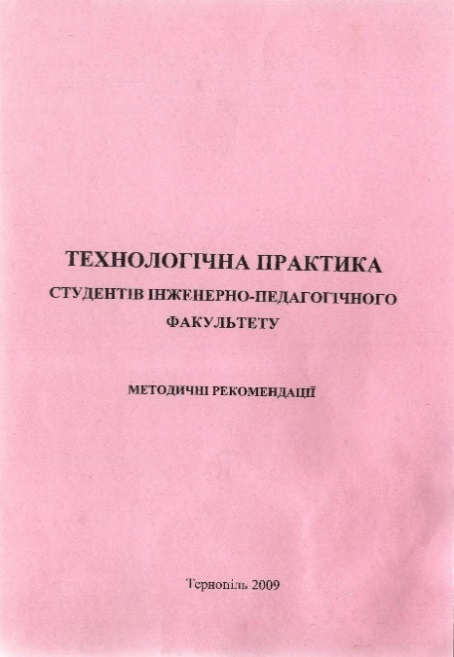 ТЕХНОЛОГІЧНА ПРАКТИКА
СТУДЕНТІВ ІНЖЕНЕРНО-ПЕДАГОГІЧНОГО
ФАКУЛЬТЕТУ
МЕТОДИЧНІ РЕКОМЕНДАЦІЇ
Тернопіль 2009